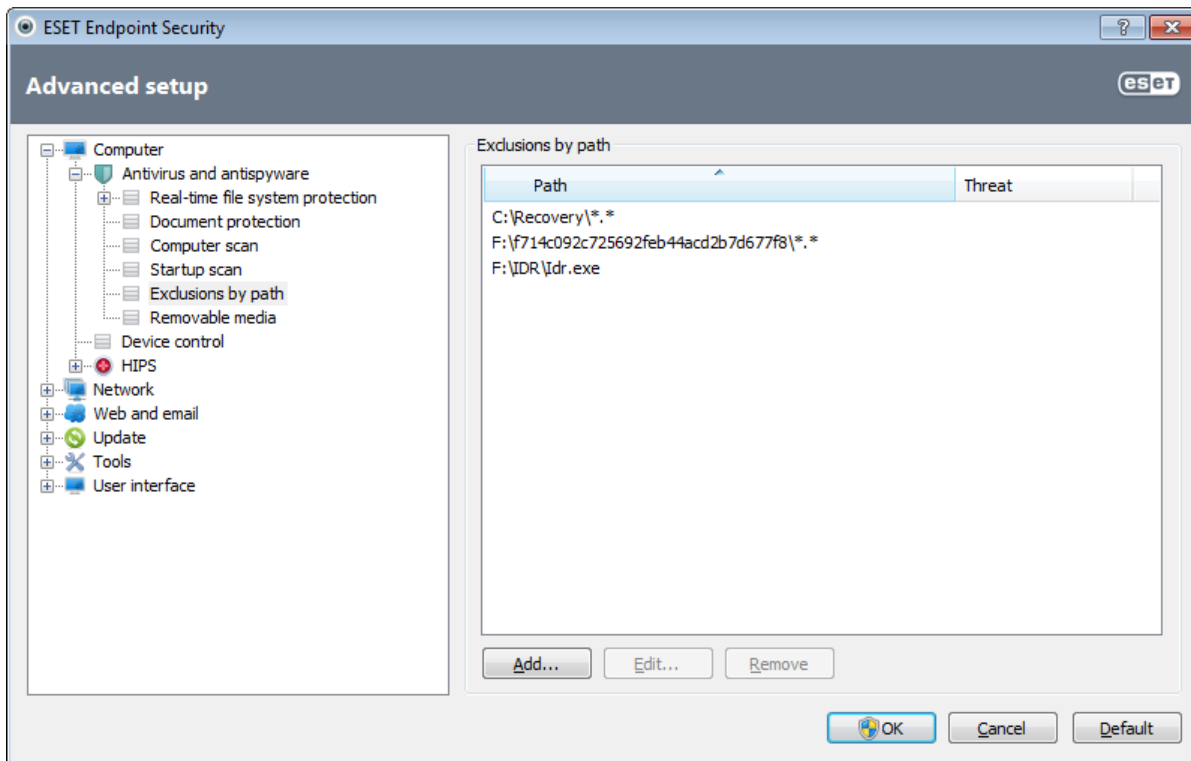 ESET Endpoint Security
?
Advanced setup
eset
Computer
Antivirus and antispyware
Real-time file system protection
Document protection
Computer scan
Startup scan
Exclusions by path
Removable media
Device control
HIPS
Network
Web and email
Update
Tools
User interface
Exclusions by path
Path Threat
C:\Recovery\*.*
F:\f714c092c725692feb44acd2b7d677f8\*.*
F:\IDR\Idr.exe
Add... Edit... Remove
OK Cancel Default